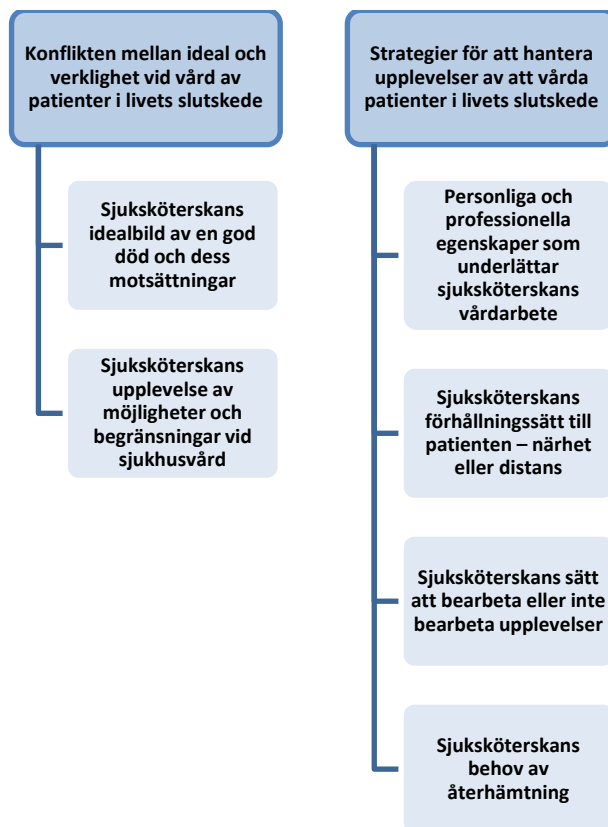 Konflikten mellan ideal och
verklighet vid vård av
patienter i livets slutskede
Sjuksköterskans
idealbild av en god
död och dess
motsättningar
Sjuksköterskans
upplevelse av
möjligheter och
begränsningar vid
sjukhusvård
Strategier för att hantera
upplevelser av att vårda
patienter i livets slutskede
Personliga och
professionella
egenskaper som
underlättar
sjuksköterskans
vårdarbete
Sjuksköterskans
förhållningssätt till
patienten – närhet
eller distans
Sjuksköterskans sätt
att bearbeta eller inte
bearbeta upplevelser
Sjuksköterskans
behov av
återhämtning